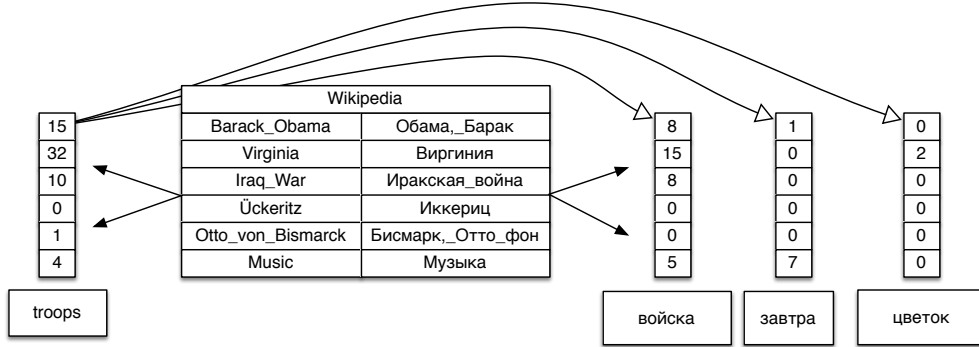 Wikipedia
15 Barack_Obama Обама,_Барак 8 1 0
32 Virginia Виргиния 15 0 2
10 Iraq_War Иракская_война 8 0 0
0 Ückeritz Иккериц 0 0 0
1 Otto_von_Bismarck Бисмарк,_Отто_фон 0 0 0
4 Music Музыка 5 7 0
troops войска завтра цветок